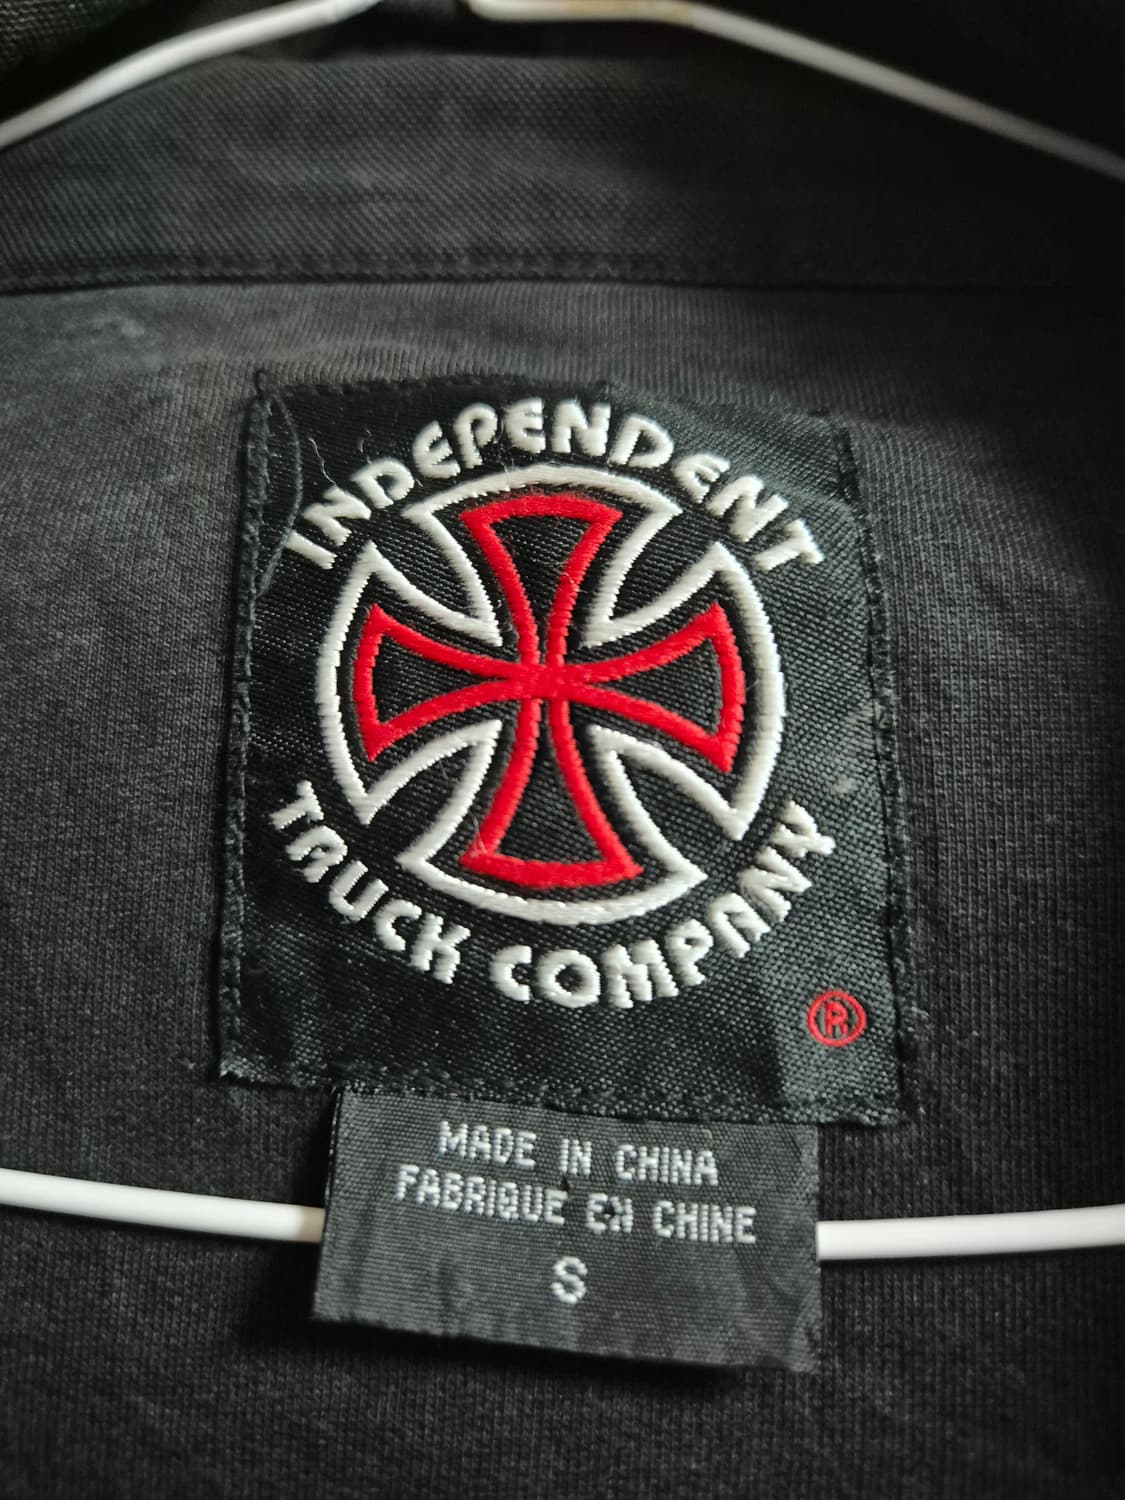 INDEPENDENT
TRUCK COMPANY
®
MADE IN CHINA
FABRIQUE EN CHINE
S